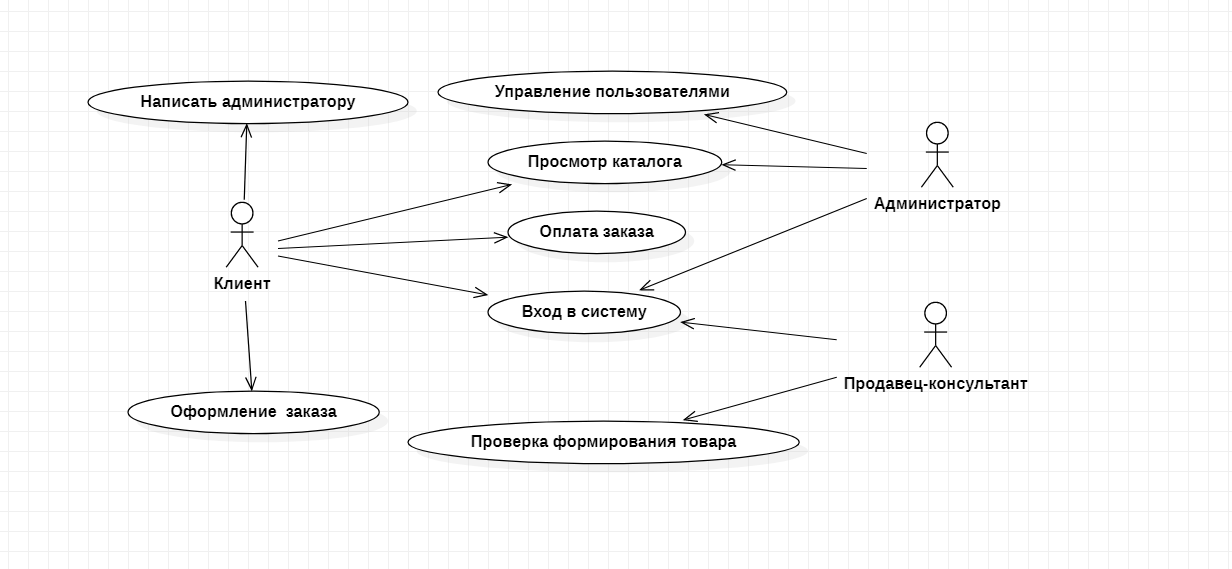 Управление пользователями
Написать администратору
Просмотр каталога
Администратор
Оплата заказа
Клиент
Вход в систему
Продавец-консультант
Оформление  заказа
Проверка формирования товара